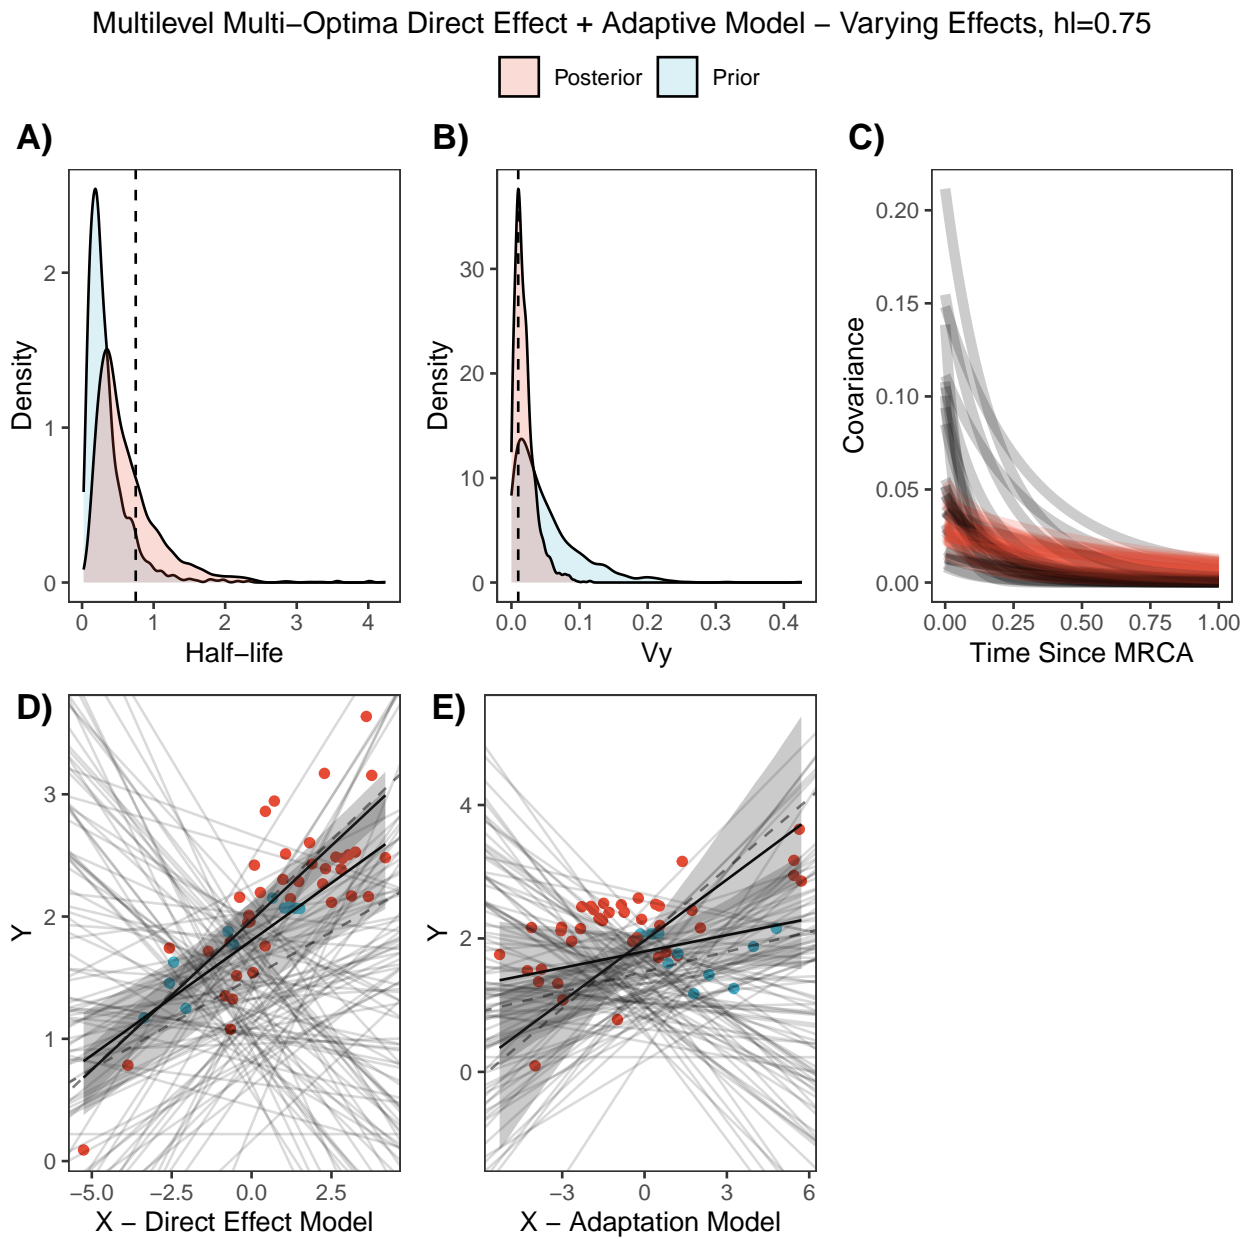 Multilevel Multi−Optima Direct Effect + Adaptive Model − Varying Effects, hl=0.75
Posterior Prior
A) B) C)
Density
2
1
0
0 1 2 3 4
Half−life
Density
30
20
10
0
0.0 0.1 0.2 0.3 0.4
Vy
Covariance
0.20
0.15
0.10
0.05
0.00
0.00 0.25 0.50 0.75 1.00
Time Since MRCA
D) E)
Y
3
2
1
0
−5.0 −2.5 0.0 2.5
X − Direct Effect Model
Y
4
2
0
−3 0 3 6
X − Adaptation Model